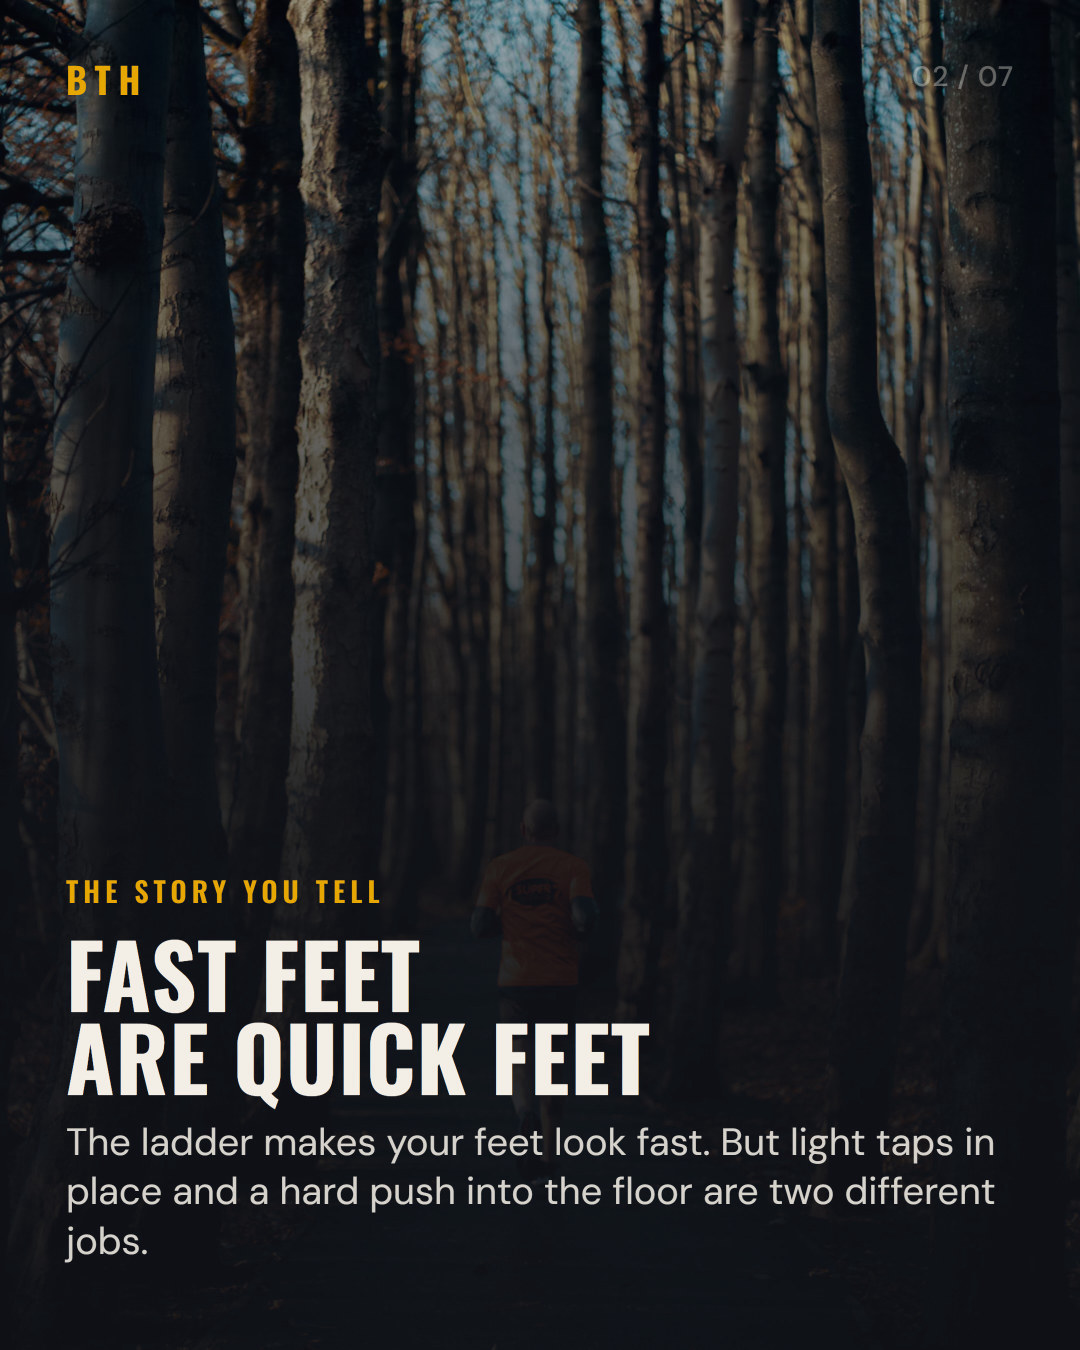 BTH
02 / 07
THE STORY YOU TELL
FAST FEET
ARE QUICK FEET
The ladder makes your feet look fast. But light taps in
place and a hard push into the floor are two different
jobs.